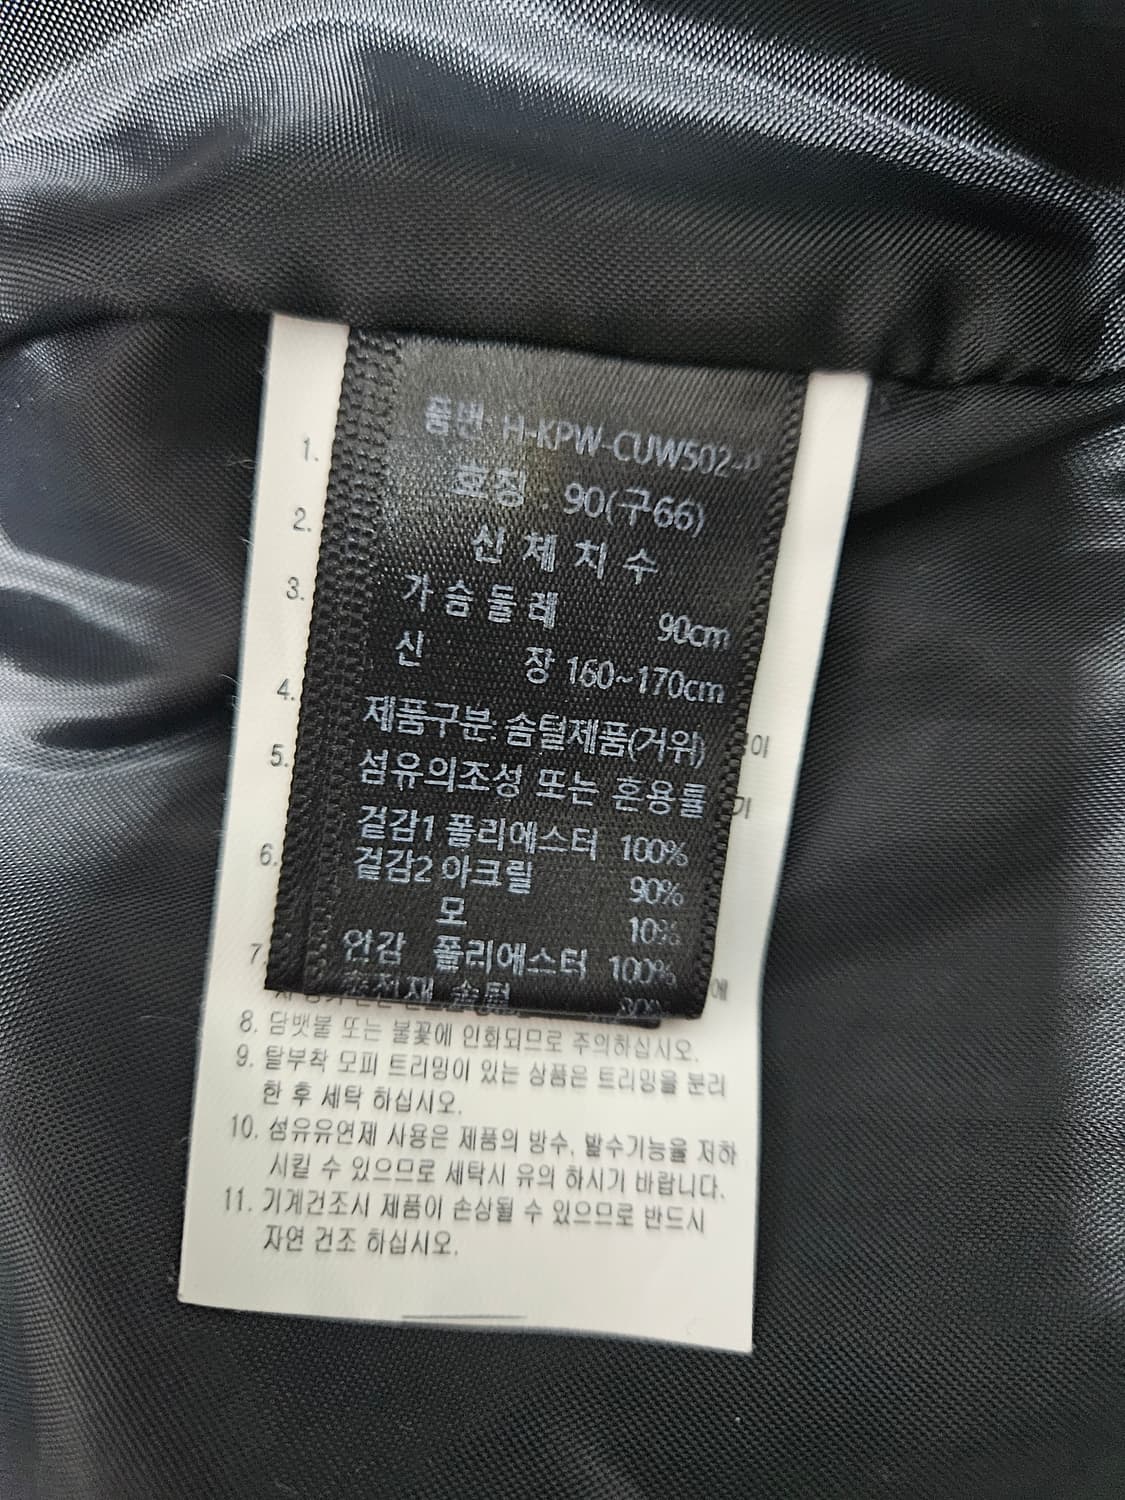 품번 H-KPW-CUW502-
호칭 : 90(구66)
신체치수
가슴둘레 90cm
신 장 160~170cm
제품구분: 솜털제품(거위)
섬유의조성 또는 혼용률
겉감1 폴리에스터 100%
겉감2 아크릴 90%
모 10%
안감 폴리에스터 100%
충전재 솜털
1.
2.
3.
4.
5.
6.
7.
8. 담뱃불 또는 불꽃에 인화되므로 주의하십시오.
9. 탈부착 모피 트리밍이 있는 상품은 트리밍을 분리
한 후 세탁 하십시오.
10. 섬유유연제 사용은 제품의 방수, 발수기능을 저하
시킬 수 있으므로 세탁시 유의 하시기 바랍니다.
11. 기계건조시 제품이 손상될 수 있으므로 반드시
자연 건조 하십시오.